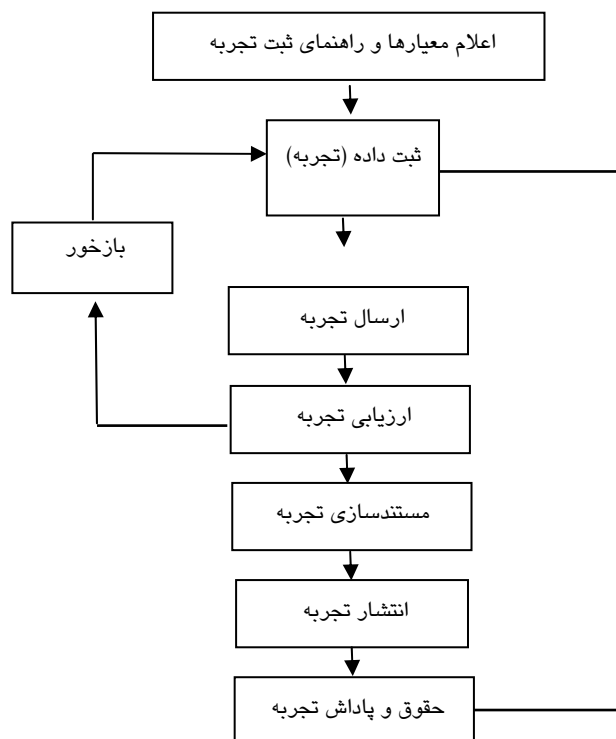 اعلام معیارها و راهنمای ثبت تجربه
ثبت داده (تجربه)
بازخور
ارسال تجربه
ارزیابی تجربه
مستندسازی تجربه
انتشار تجربه
حقوق و پاداش تجربه